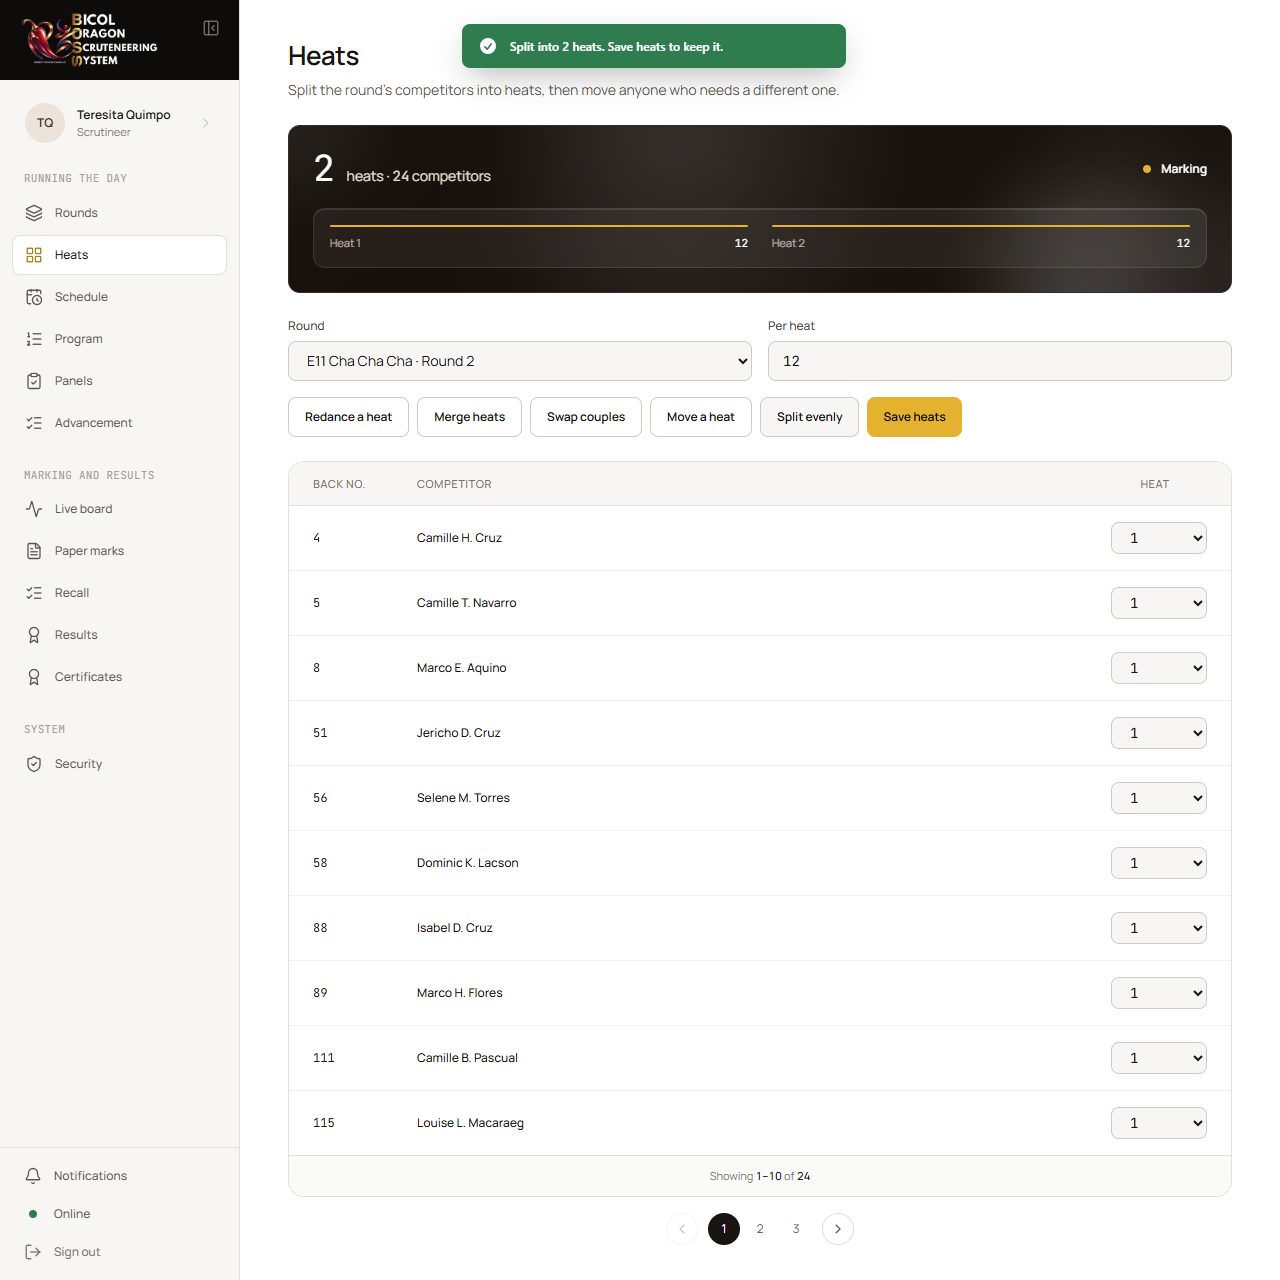 BICOL
DRAGON
SCRUTENEERING
SYSTEM
TQ
Teresita Quimpo
Scrutineer
RUNNING THE DAY
Rounds
Heats
Schedule
Program
Panels
Advancement
MARKING AND RESULTS
Live board
Paper marks
Recall
Results
Certificates
SYSTEM
Security
Notifications
Online
Sign out
Split into 2 heats. Save heats to keep it.
Heats
Split the round's competitors into heats, then move anyone who needs a different one.
2 heats · 24 competitors
Marking
Heat 1 12
Heat 2 12
Round
E11 Cha Cha Cha · Round 2
Per heat
12
Redance a heat
Merge heats
Swap couples
Move a heat
Split evenly
Save heats
BACK NO. COMPETITOR HEAT
4 Camille H. Cruz 1
5 Camille T. Navarro 1
8 Marco E. Aquino 1
51 Jericho D. Cruz 1
56 Selene M. Torres 1
58 Dominic K. Lacson 1
88 Isabel D. Cruz 1
89 Marco H. Flores 1
111 Camille B. Pascual 1
115 Louise L. Macaraeg 1
Showing 1–10 of 24
1 2 3